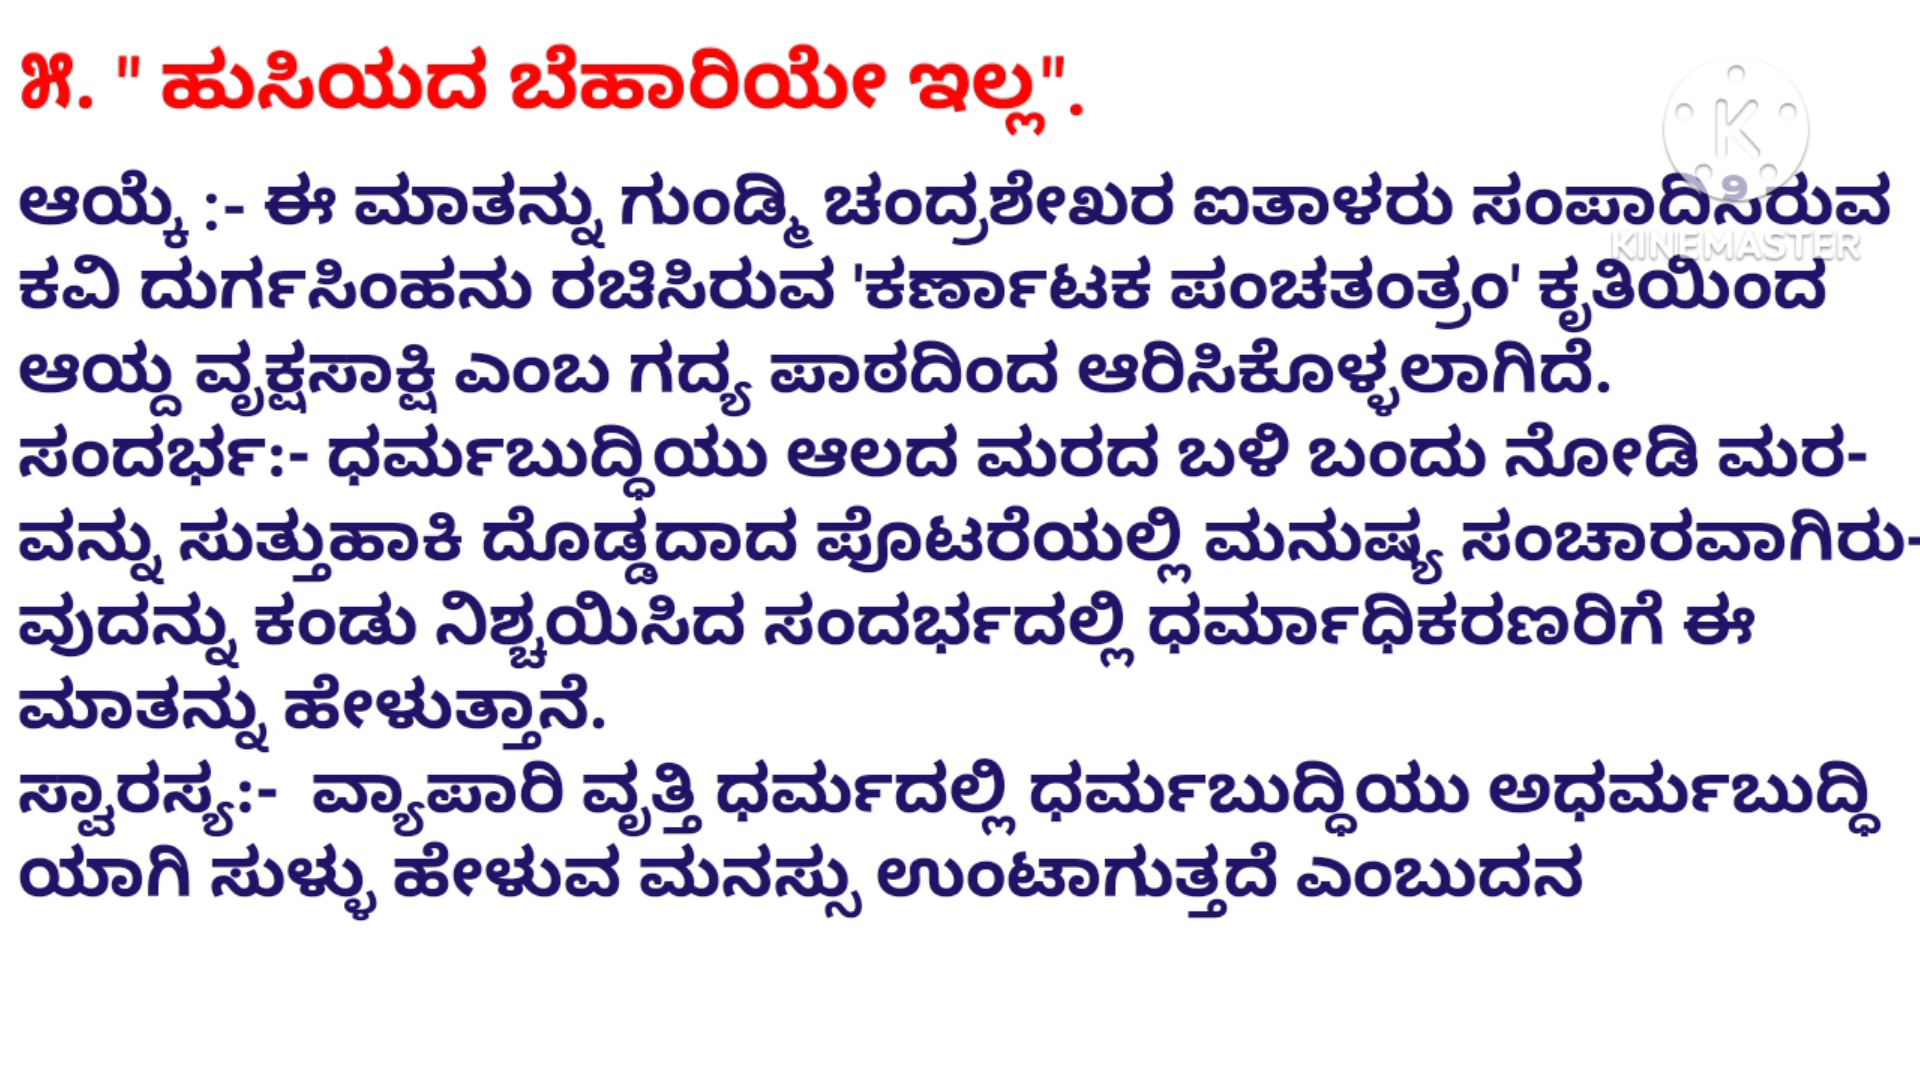 ೫. " ಹುಸಿಯದ ಬೆಹಾರಿಯೇ ಇಲ್ಲ".
ಆಯ್ಕೆ :- ಈ ಮಾತನ್ನು ಗುಂಡ್ಮಿ ಚಂದ್ರಶೇಖರ ಐತಾಳರು ಸಂಪಾದಿಸಿರುವ
ಕವಿ ದುರ್ಗಸಿಂಹನು ರಚಿಸಿರುವ 'ಕರ್ಣಾಟಕ ಪಂಚತಂತ್ರಂ' ಕೃತಿಯಿಂದ
ಆಯ್ದ ವೃಕ್ಷಸಾಕ್ಷಿ ಎಂಬ ಗದ್ಯ ಪಾಠದಿಂದ ಆರಿಸಿಕೊಳ್ಳಲಾಗಿದೆ.
ಸಂದರ್ಭ:- ಧರ್ಮಬುದ್ಧಿಯು ಆಲದ ಮರದ ಬಳಿ ಬಂದು ನೋಡಿ ಮರ-
ವನ್ನು ಸುತ್ತುಹಾಕಿ ದೊಡ್ಡದಾದ ಪೊಟರೆಯಲ್ಲಿ ಮನುಷ್ಯ ಸಂಚಾರವಾಗಿರು-
ವುದನ್ನು ಕಂಡು ನಿಶ್ಚಯಿಸಿದ ಸಂದರ್ಭದಲ್ಲಿ ಧರ್ಮಾಧಿಕರಣರಿಗೆ ಈ
ಮಾತನ್ನು ಹೇಳುತ್ತಾನೆ.
ಸ್ವಾರಸ್ಯ:- ವ್ಯಾಪಾರಿ ವೃತ್ತಿ ಧರ್ಮದಲ್ಲಿ ಧರ್ಮಬುದ್ಧಿಯು ಅಧರ್ಮಬುದ್ಧಿ
ಯಾಗಿ ಸುಳ್ಳು ಹೇಳುವ ಮನಸ್ಸು ಉಂಟಾಗುತ್ತದೆ ಎಂಬುದನ
K
KINEMASTER